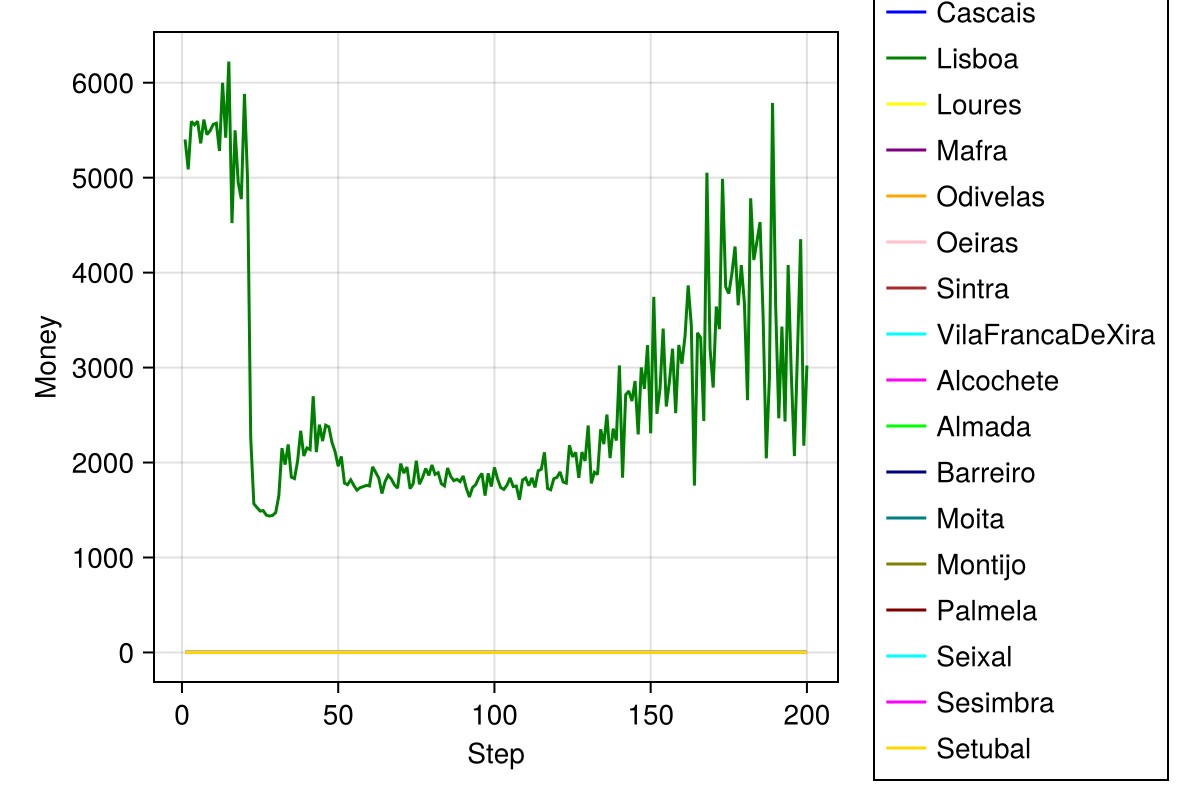 6000
5000
4000
3000
2000
1000
0
Money
0 50 100 150 200
Step
Cascais
Lisboa
Loures
Mafra
Odivelas
Oeiras
Sintra
VilaFrancaDeXira
Alcochete
Almada
Barreiro
Moita
Montijo
Palmela
Seixal
Sesimbra
Setubal